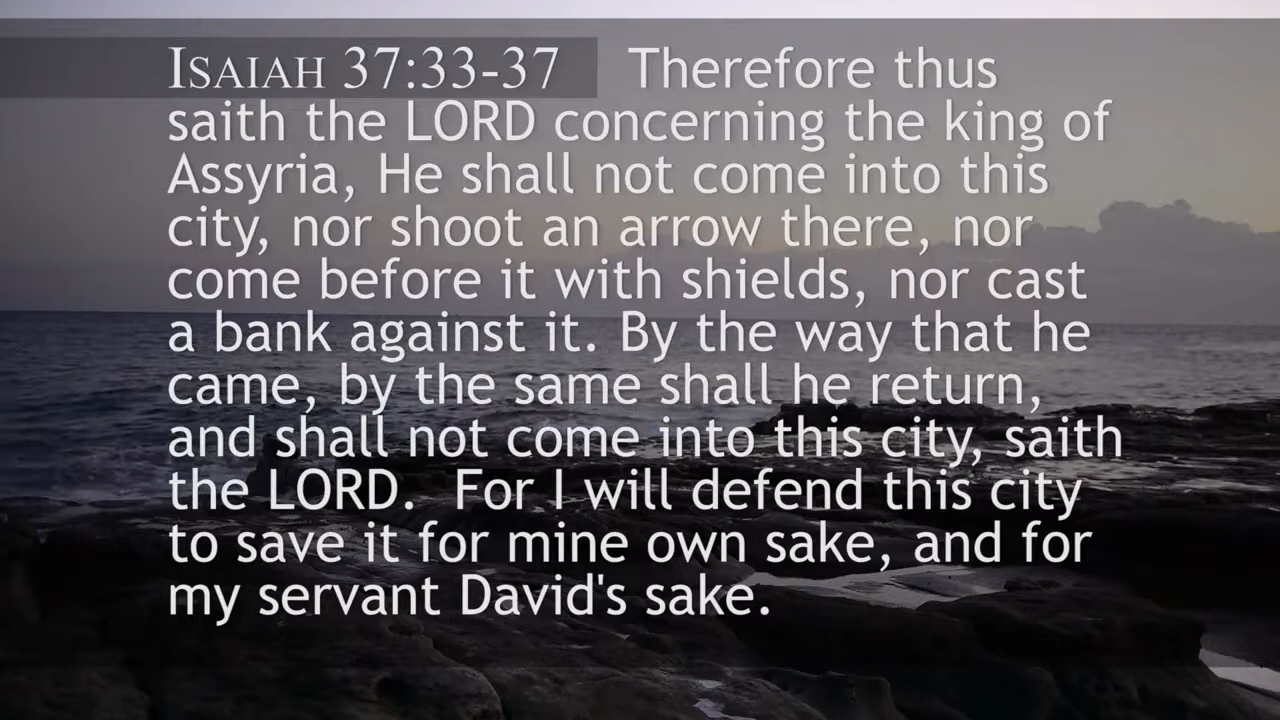 ISAIAH 37:33-37 Therefore thus
saith the LORD concerning the king of
Assyria, He shall not come into this
city, nor shoot an arrow there, nor
come before it with shields, nor cast
a bank against it. By the way that he
came, by the same shall he return,
and shall not come into this city, saith
the LORD.  For I will defend this city
to save it for mine own sake, and for
my servant David's sake.